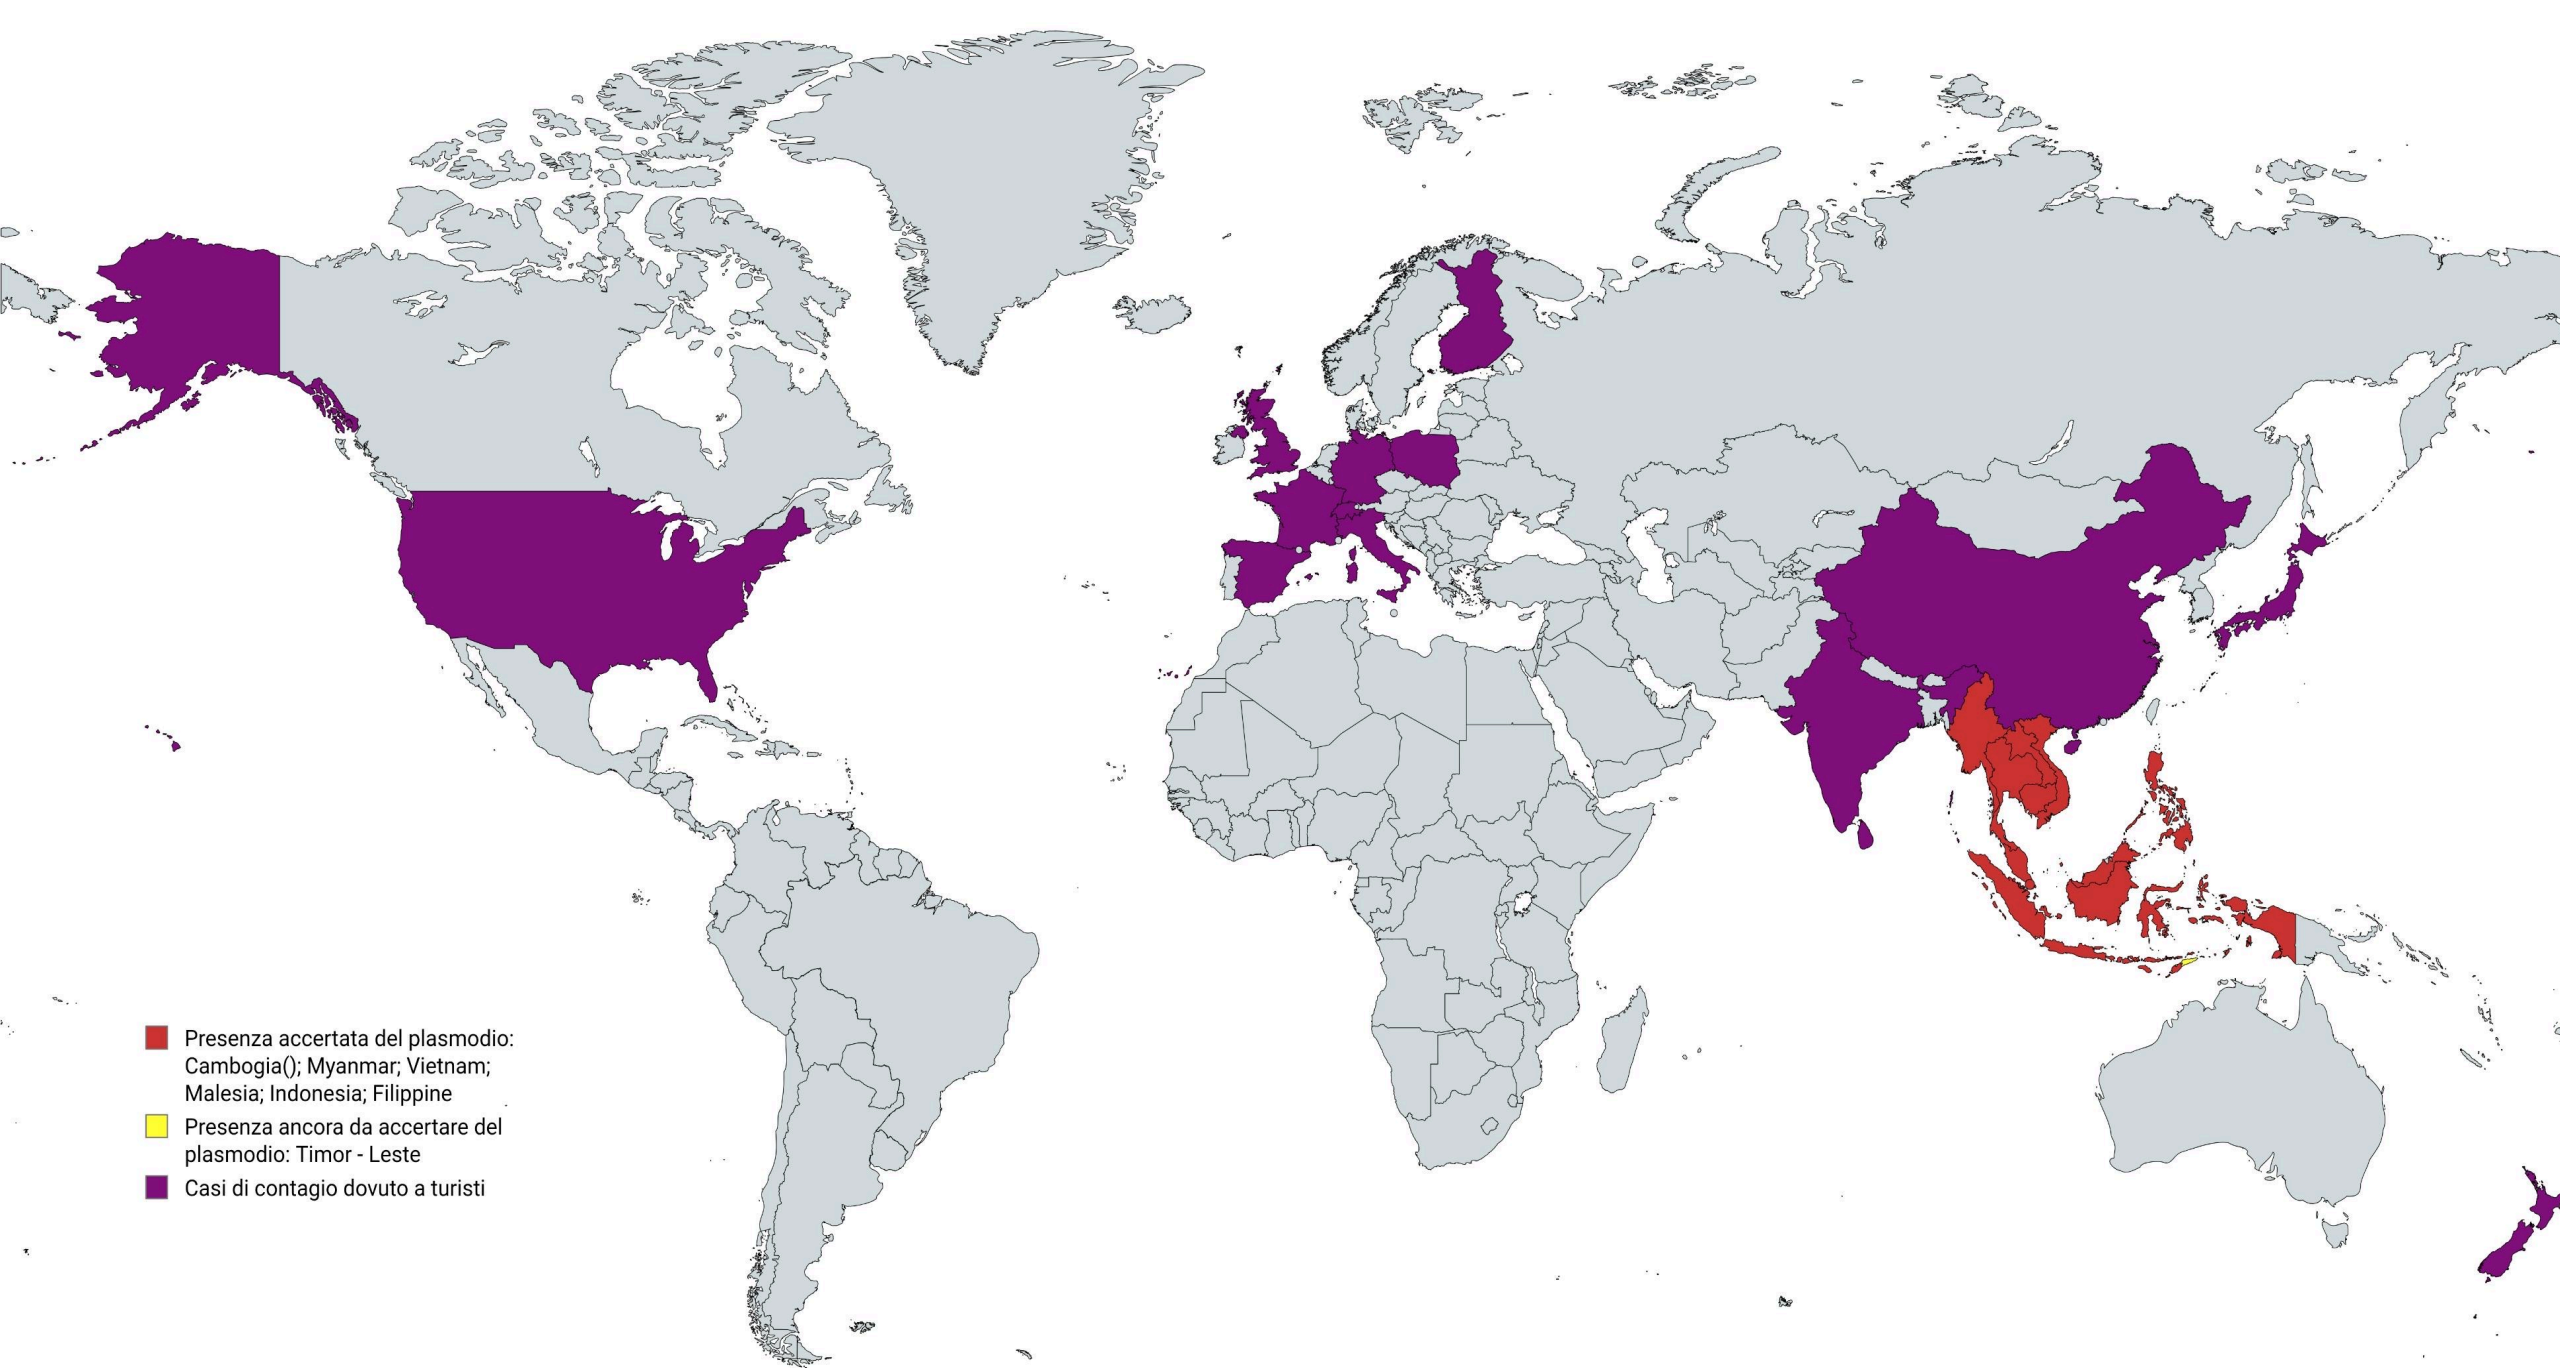 Presenza accertata del plasmodio:
Cambogia(); Myanmar; Vietnam;
Malesia; Indonesia; Filippine
Presenza ancora da accertare del
plasmodio: Timor - Leste
Casi di contagio dovuto a turisti